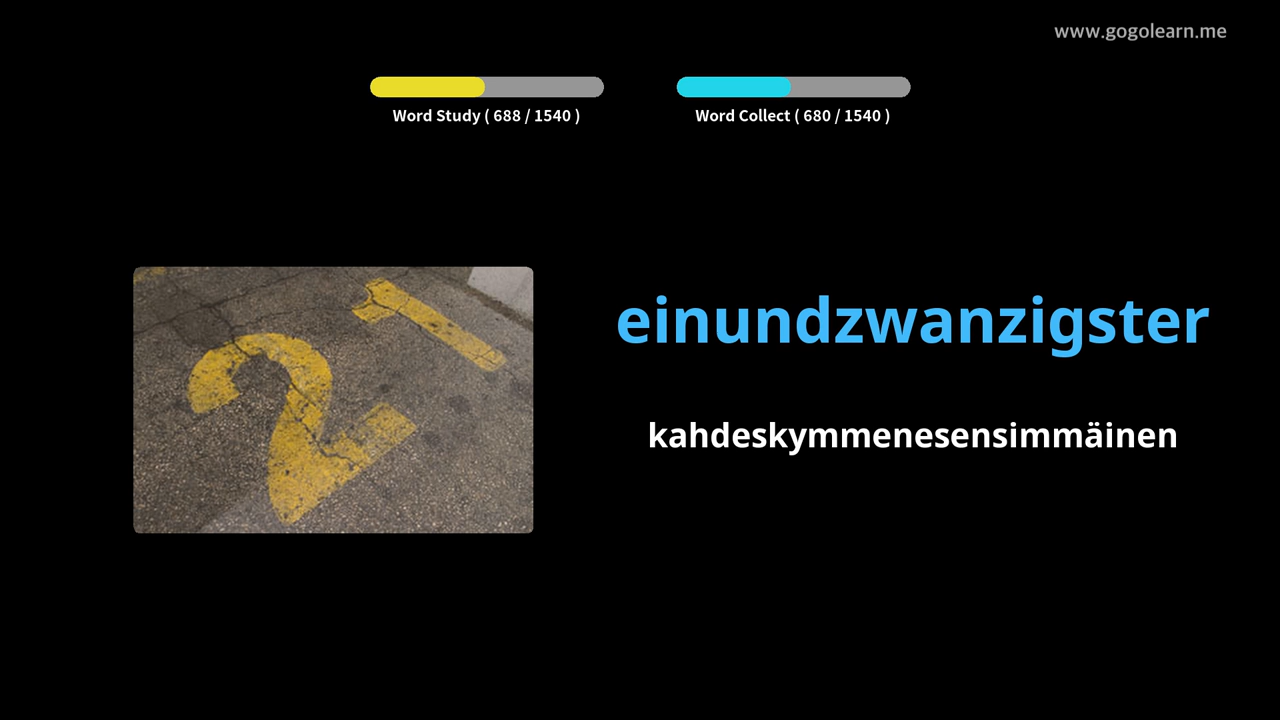 www.gogolearn.me
Word Study ( 688 / 1540 )
Word Collect ( 680 / 1540 )
21
einundzwanzigster
kahdeskymmenesensimmäinen